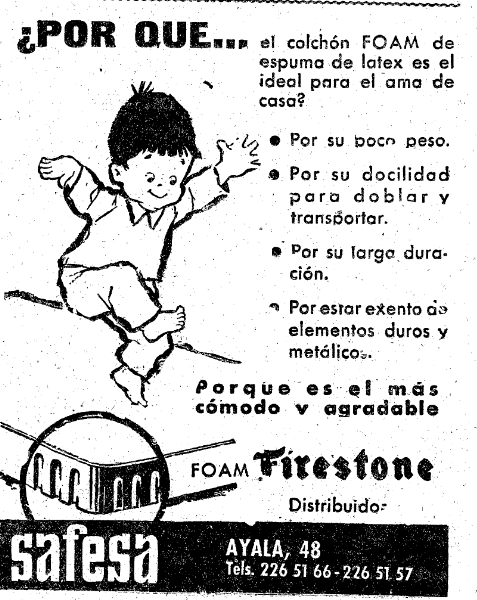 ¿POR QUE...
el colchón FOAM de
espuma de latex es el
ideal para el ama de
casa?
• Por su poco peso.
• Por su docilidad
para doblar y
transportar.
• Por su larga dura-
ción.
• Por estar exento de
elementos duros y
metálicos.
Porque es el más
cómodo y agradable
FOAM Firestone
Distribuidor
safesa
AYALA, 48
Tels. 226 51 66 - 226 51 57